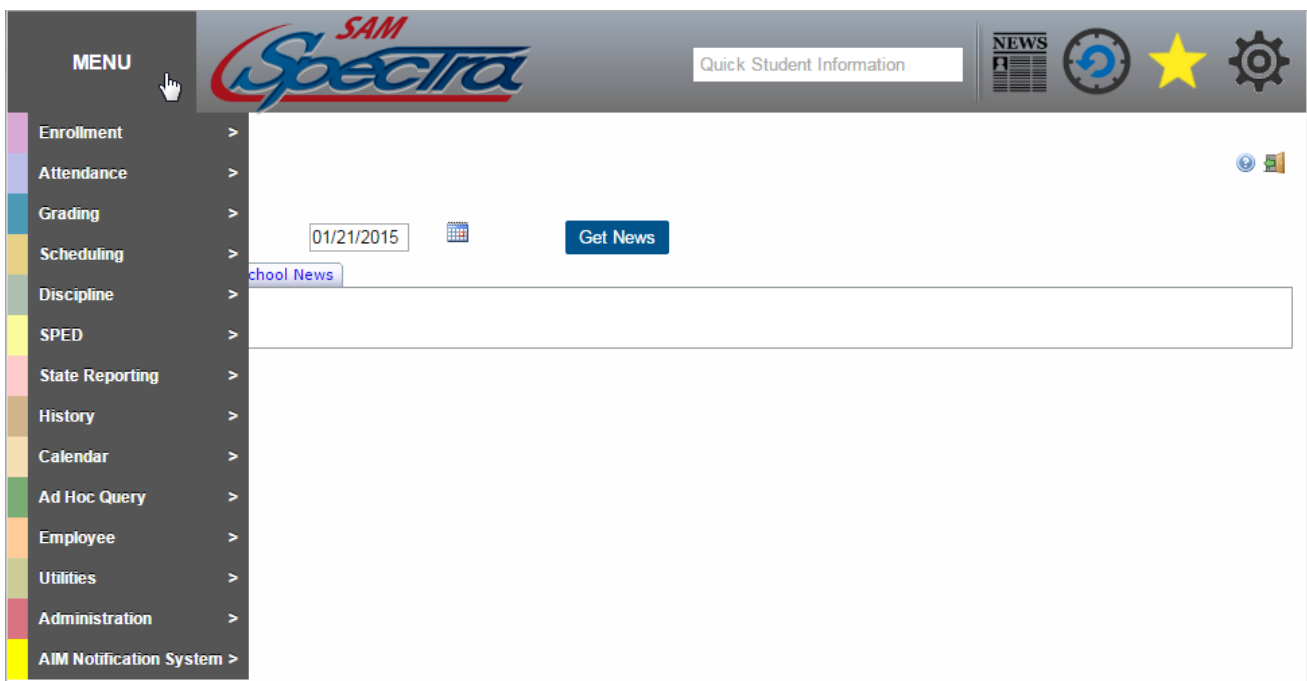 MENU
SAM
Spectra
Quick Student Information
NEWS
Enrollment >
Attendance >
Grading >
01/21/2015
Get News
Scheduling >
chool News
Discipline >
SPED >
State Reporting >
History >
Calendar >
Ad Hoc Query >
Employee >
Utilities >
Administration >
AIM Notification System >